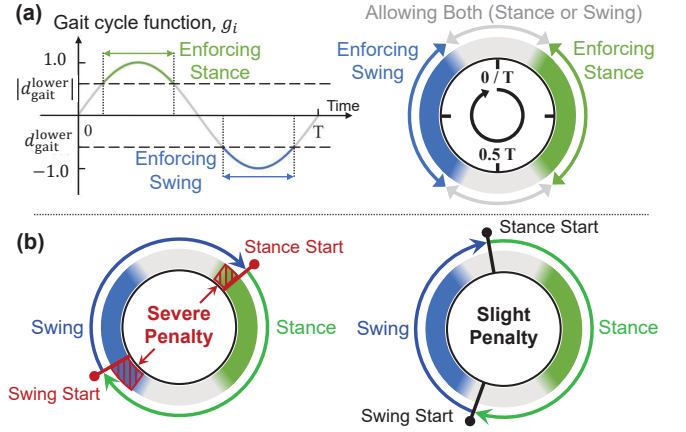 (a)
Gait cycle function, g_i
1.0
Enforcing
Stance
|d_gait^lower|
0
T
Time
d_gait^lower
Enforcing
Swing
−1.0
Allowing Both (Stance or Swing)
Enforcing
Swing
Enforcing
Stance
0 / T
0.5 T
(b)
Stance Start
Swing
Severe
Penalty
Stance
Swing Start
Stance Start
Swing
Slight
Penalty
Stance
Swing Start